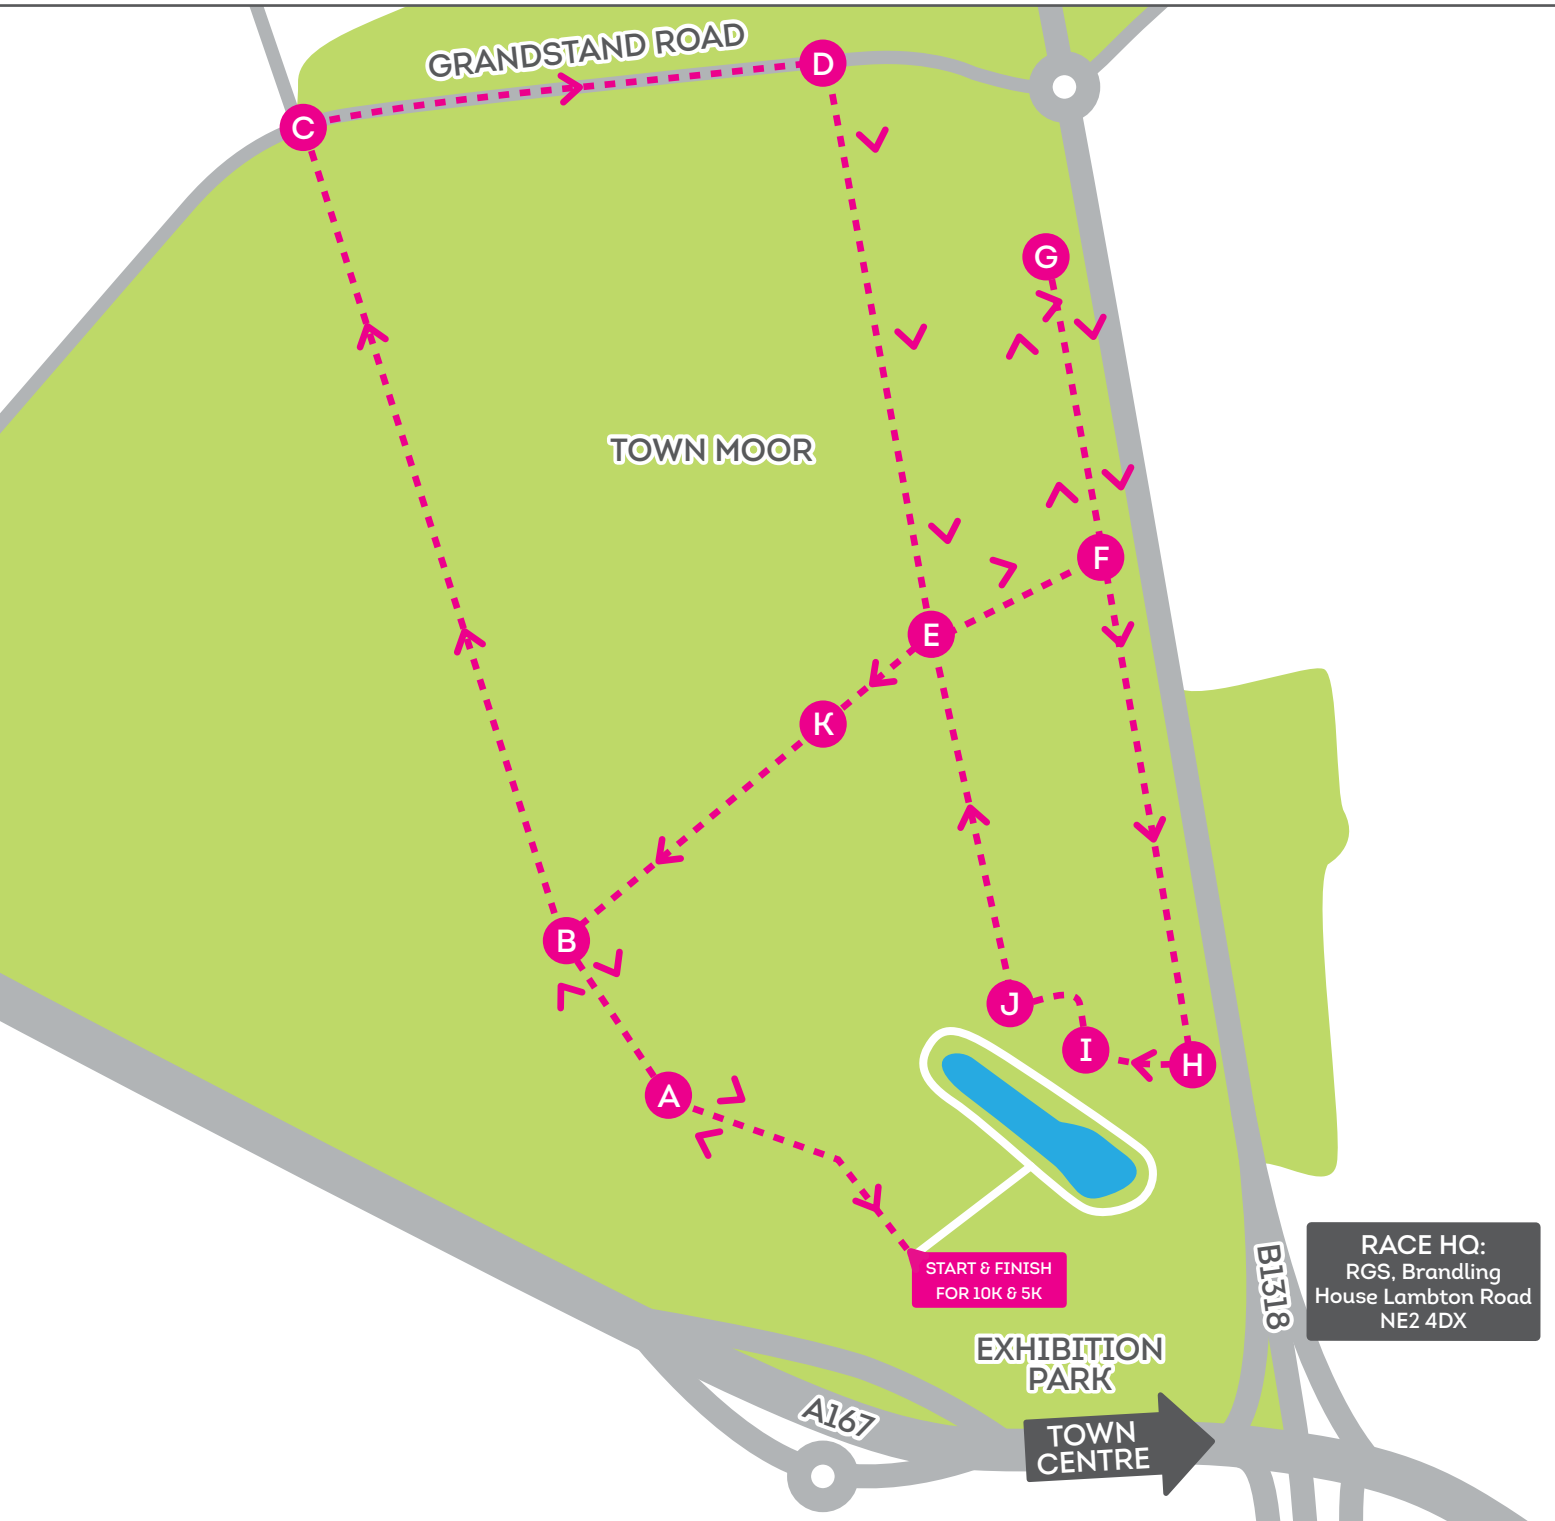 GRANDSTAND ROAD
D
C
G
TOWN MOOR
F
E
K
B
J
I
H
A
START & FINISH
FOR 10K & 5K
B1318
RACE HQ:
RGS, Brandling
House Lambton Road
NE2 4DX
EXHIBITION
PARK
A167
TOWN
CENTRE